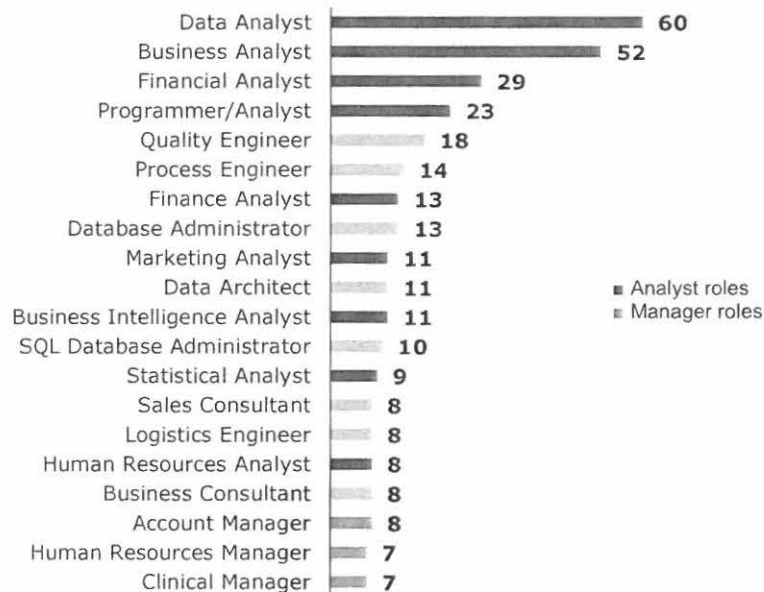 Data Analyst 60
Business Analyst 52
Financial Analyst 29
Programmer/Analyst 23
Quality Engineer 18
Process Engineer 14
Finance Analyst 13
Database Administrator 13
Marketing Analyst 11
Data Architect 11
Business Intelligence Analyst 11
SQL Database Administrator 10
Statistical Analyst 9
Sales Consultant 8
Logistics Engineer 8
Human Resources Analyst 8
Business Consultant 8
Account Manager 8
Human Resources Manager 7
Clinical Manager 7
Analyst roles
Manager roles